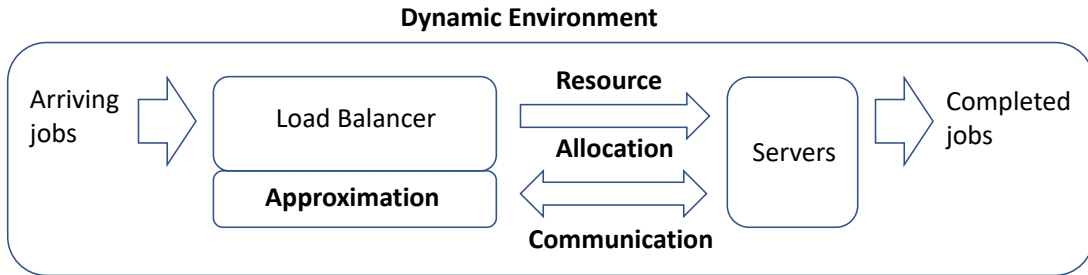 Dynamic Environment
Arriving
jobs
Load Balancer
Approximation
Resource
Allocation
Communication
Servers
Completed
jobs